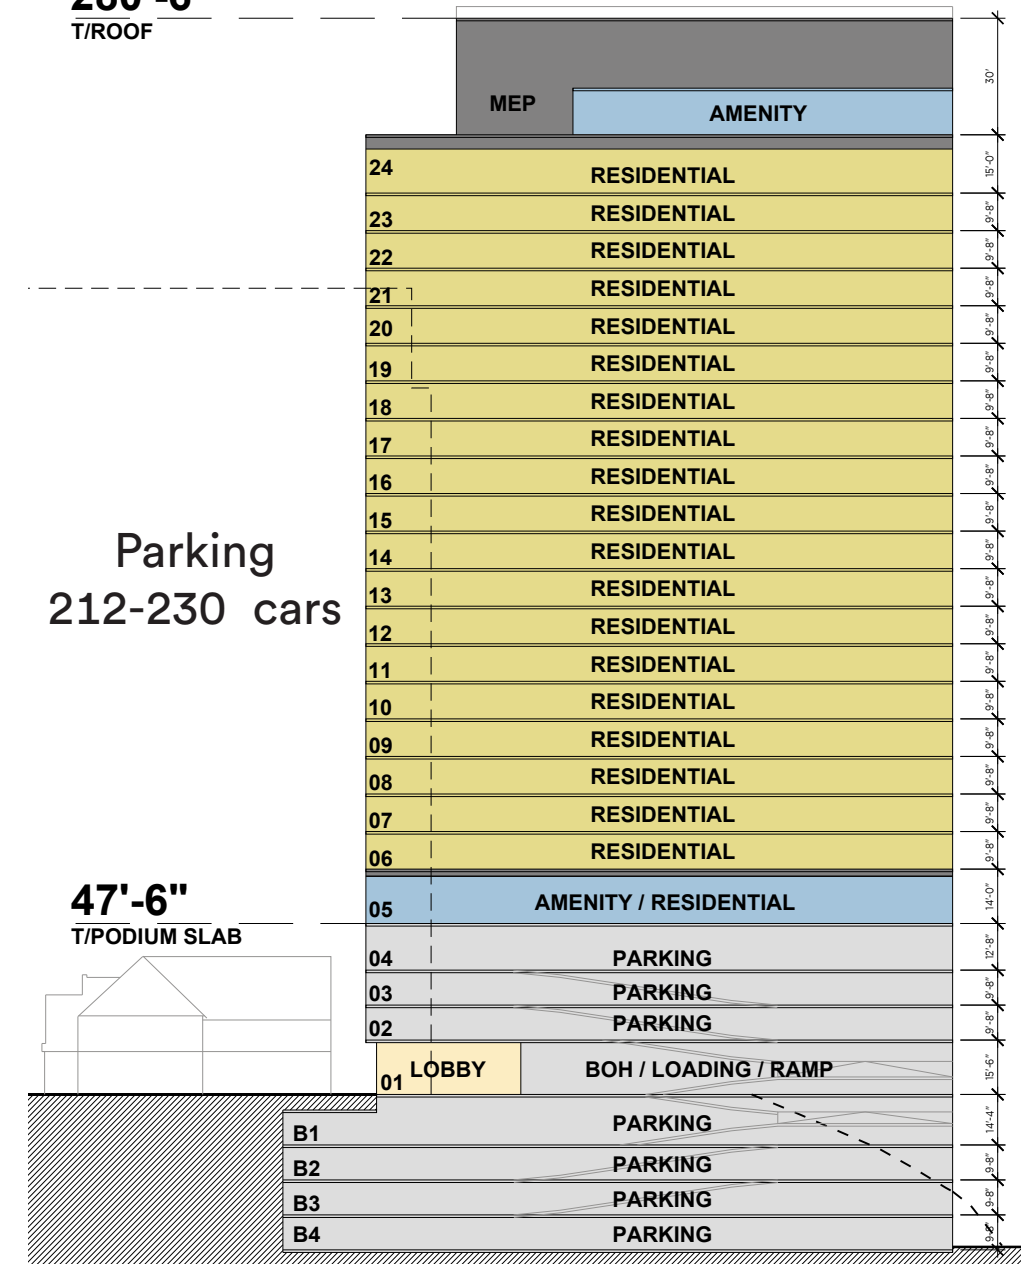 T/ROOF
30'
MEP
AMENITY
24 RESIDENTIAL 15'-0"
23 RESIDENTIAL 9'-8"
22 RESIDENTIAL 9'-8"
21 RESIDENTIAL 9'-8"
20 RESIDENTIAL 9'-8"
19 RESIDENTIAL 9'-8"
18 RESIDENTIAL 9'-8"
17 RESIDENTIAL 9'-8"
16 RESIDENTIAL 9'-8"
15 RESIDENTIAL 9'-8"
14 RESIDENTIAL 9'-8"
Parking
212-230 cars
13 RESIDENTIAL 9'-8"
12 RESIDENTIAL 9'-8"
11 RESIDENTIAL 9'-8"
10 RESIDENTIAL 9'-8"
09 RESIDENTIAL 9'-8"
08 RESIDENTIAL 9'-8"
07 RESIDENTIAL 9'-8"
06 RESIDENTIAL 9'-8"
47'-6"
T/PODIUM SLAB
05 AMENITY / RESIDENTIAL 14'-0"
04 PARKING 12'-8"
03 PARKING 9'-8"
02 PARKING 9'-8"
01 LOBBY BOH / LOADING / RAMP 15'-6"
B1 PARKING 14'-4"
B2 PARKING 9'-8"
B3 PARKING 9'-8"
B4 PARKING 9'-8"